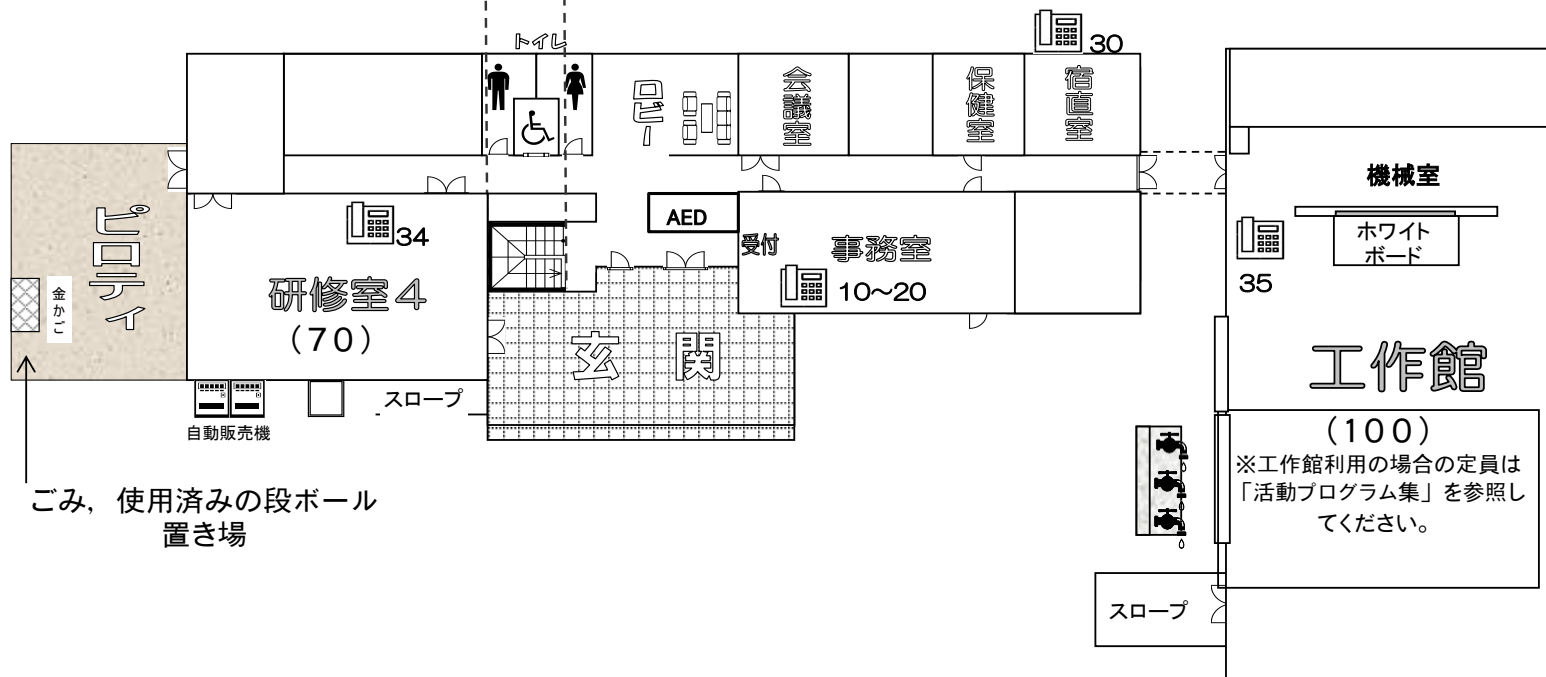 トイレ
30
ロビー
会議室
保健室
宿直室
機械室
ホワイト
ボード
35
工作館
(100)
※工作館利用の場合の定員は
「活動プログラム集」を参照し
てください。
AED
受付
事務室
10～20
34
研修室4
(70)
玄関
ピロティ
金かご
スロープ
自動販売機
ごみ，使用済みの段ボール
置き場
スロープ